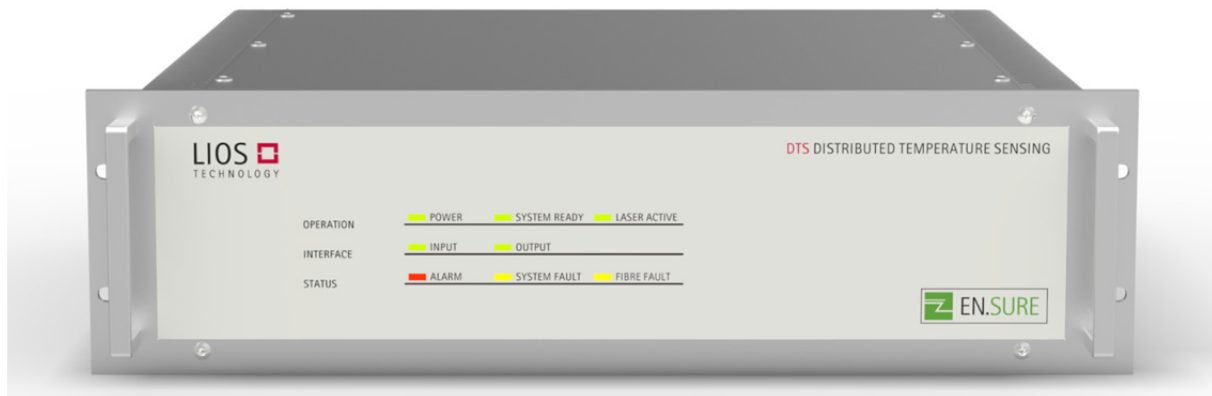 LIOS
TECHNOLOGY
DTS DISTRIBUTED TEMPERATURE SENSING
OPERATION POWER SYSTEM READY LASER ACTIVE
INTERFACE INPUT OUTPUT
STATUS ALARM SYSTEM FAULT FIBRE FAULT
EN.SURE